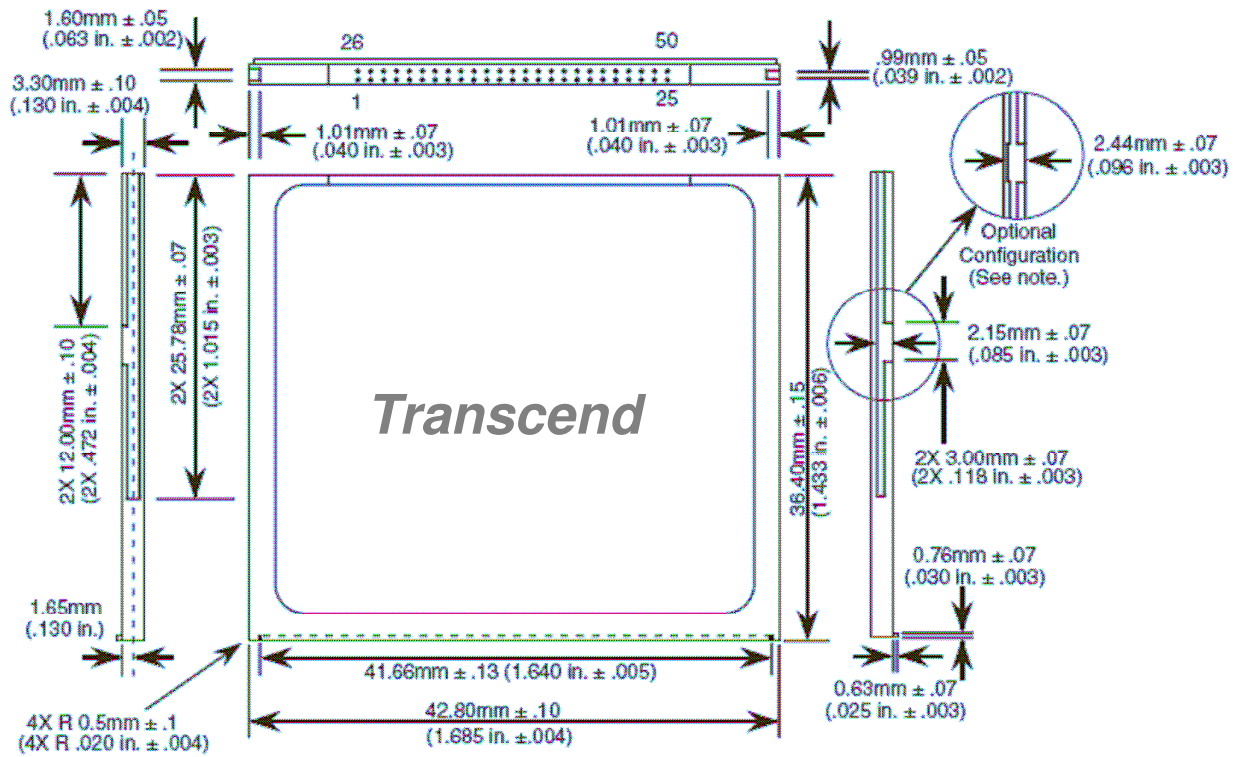 1.60mm ± .05
(.063 in. ± .002)
26
50
.99mm ± .05
(.039 in. ± .002)
3.30mm ± .10
(.130 in. ± .004)
1
25
1.01mm ± .07
(.040 in. ± .003)
1.01mm ± .07
(.040 in. ± .003)
2.44mm ± .07
(.096 in. ± .003)
Optional
Configuration
(See note.)
2X 12.00mm ± .10
(2X .472 in. ± .004)
2X 25.78mm ± .07
(2X 1.015 in. ± .003)
Transcend
36.40mm ± .15
(1.433 in. ± .006)
2.15mm ± .07
(.085 in. ± .003)
2X 3.00mm ± .07
(2X .118 in. ± .003)
0.76mm ± .07
(.030 in. ± .003)
1.65mm
(.130 in.)
41.66mm ± .13 (1.640 in. ± .005)
0.63mm ± .07
(.025 in. ± .003)
42.80mm ± .10
(1.685 in. ±.004)
4X R 0.5mm ± .1
(4X R .020 in. ± .004)